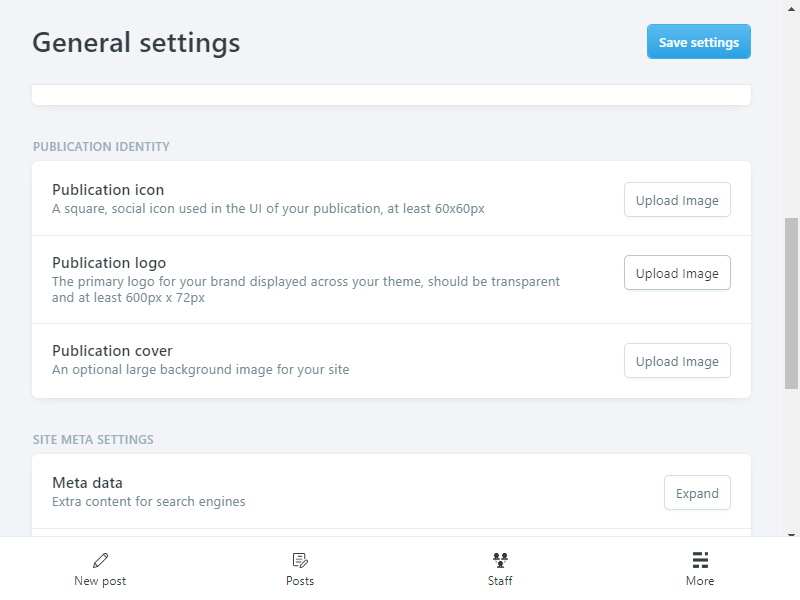 General settings
Save settings
PUBLICATION IDENTITY
Publication icon
A square, social icon used in the UI of your publication, at least 60x60px
Upload Image
Publication logo
The primary logo for your brand displayed across your theme, should be transparent
and at least 600px x 72px
Upload Image
Publication cover
An optional large background image for your site
Upload Image
SITE META SETTINGS
Meta data
Extra content for search engines
Expand
New post
Posts
Staff
More